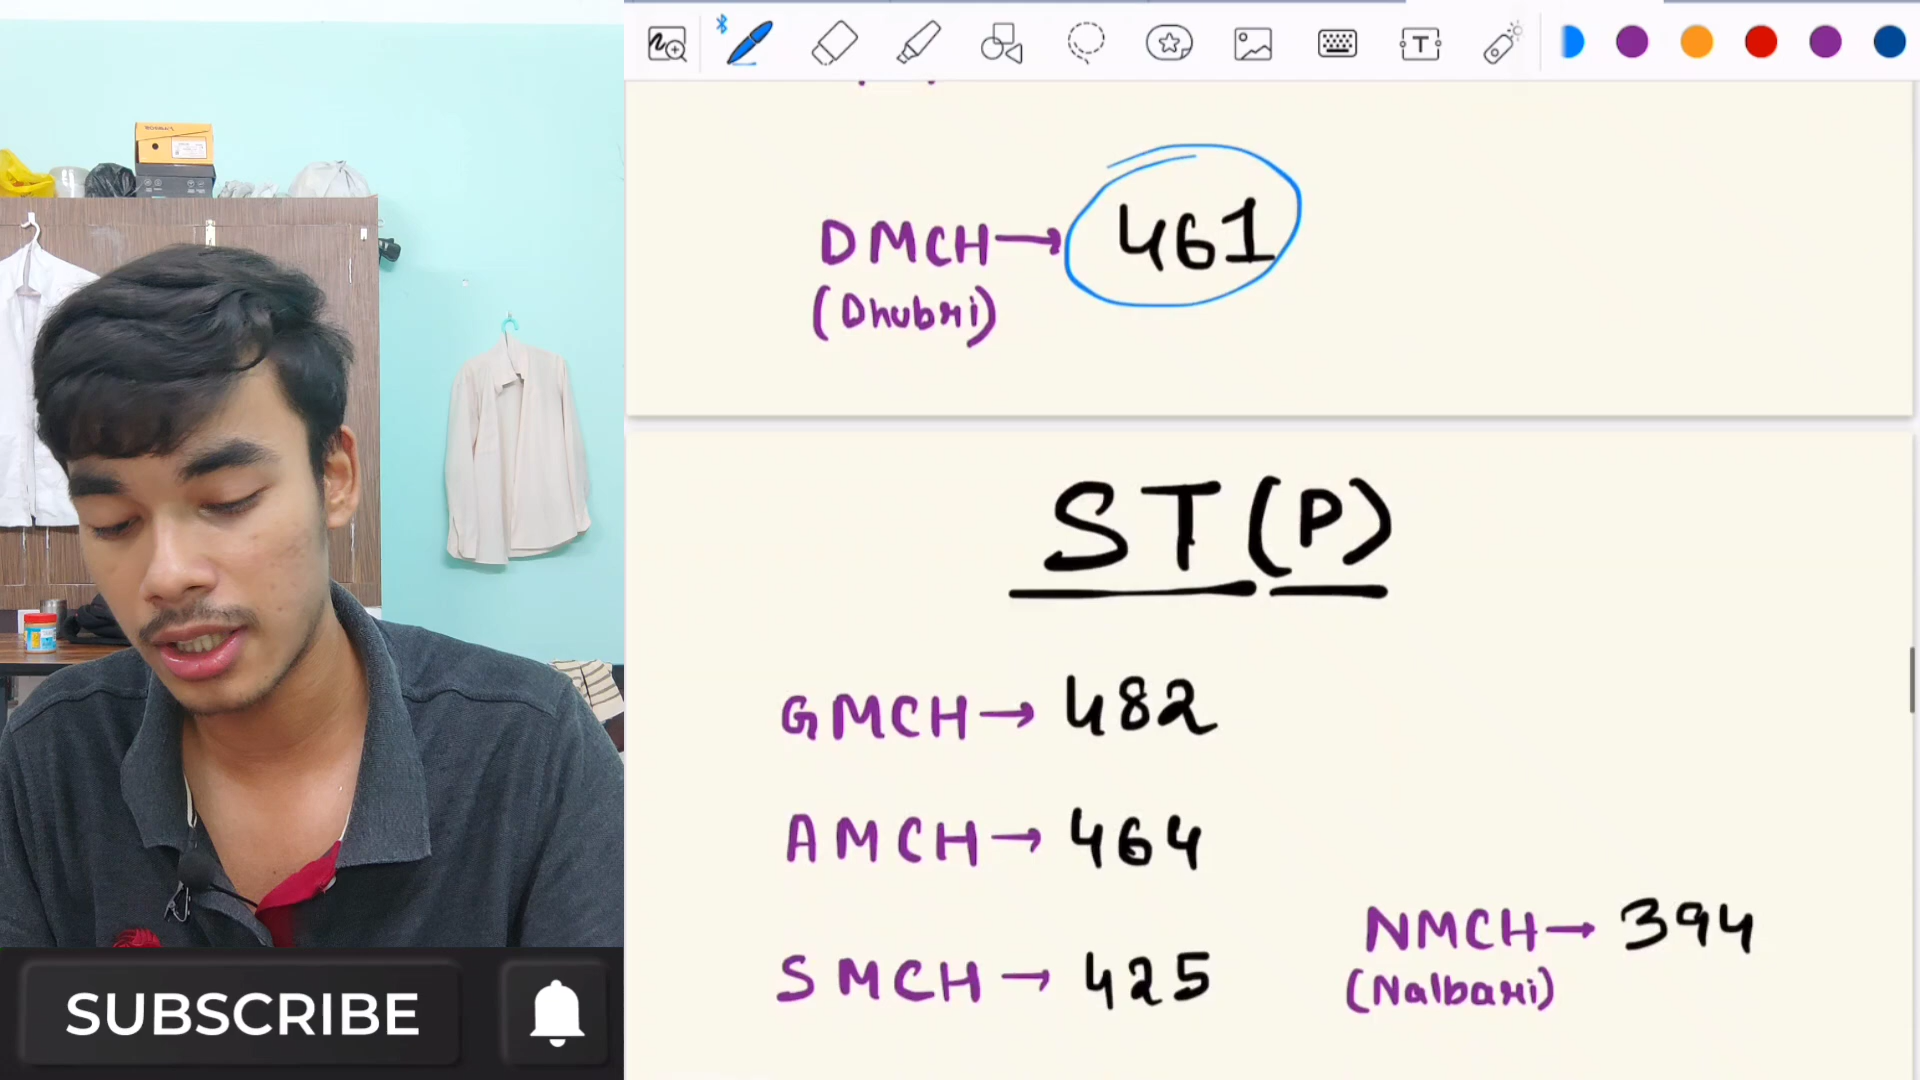 DMCH → 461
(Dhubri)
ST(P)
GMCH → 482
AMCH → 464
SMCH → 425
NMCH → 394
(Nalbari)
SUBSCRIBE
T